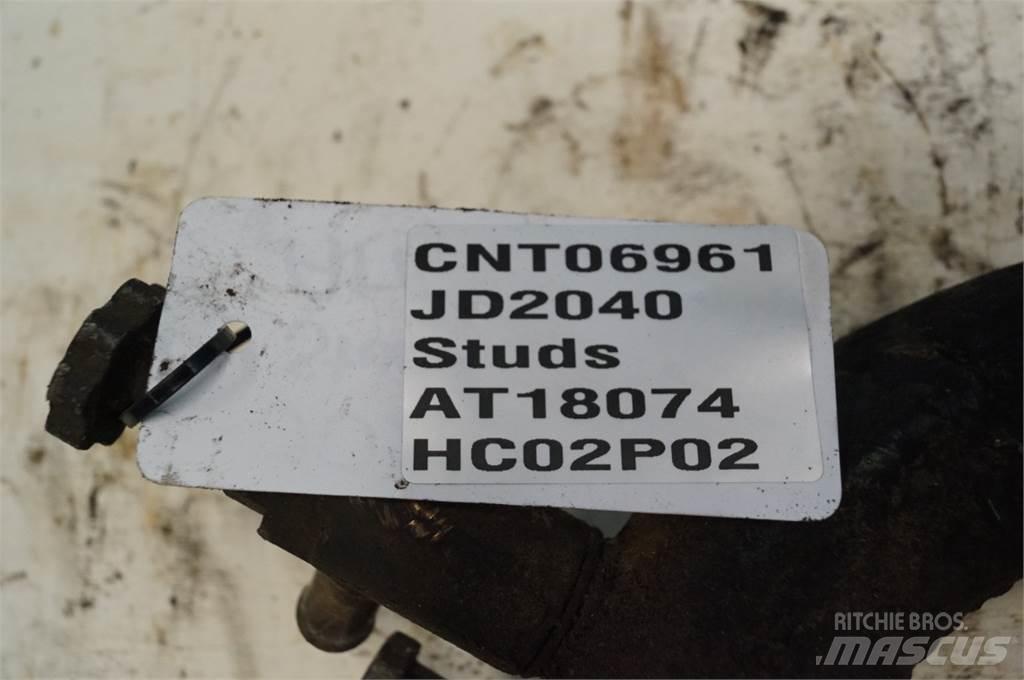 CNT06961
JD2040
Studs
AT18074
HC02P02
RITCHIE BROS.
MASCUS